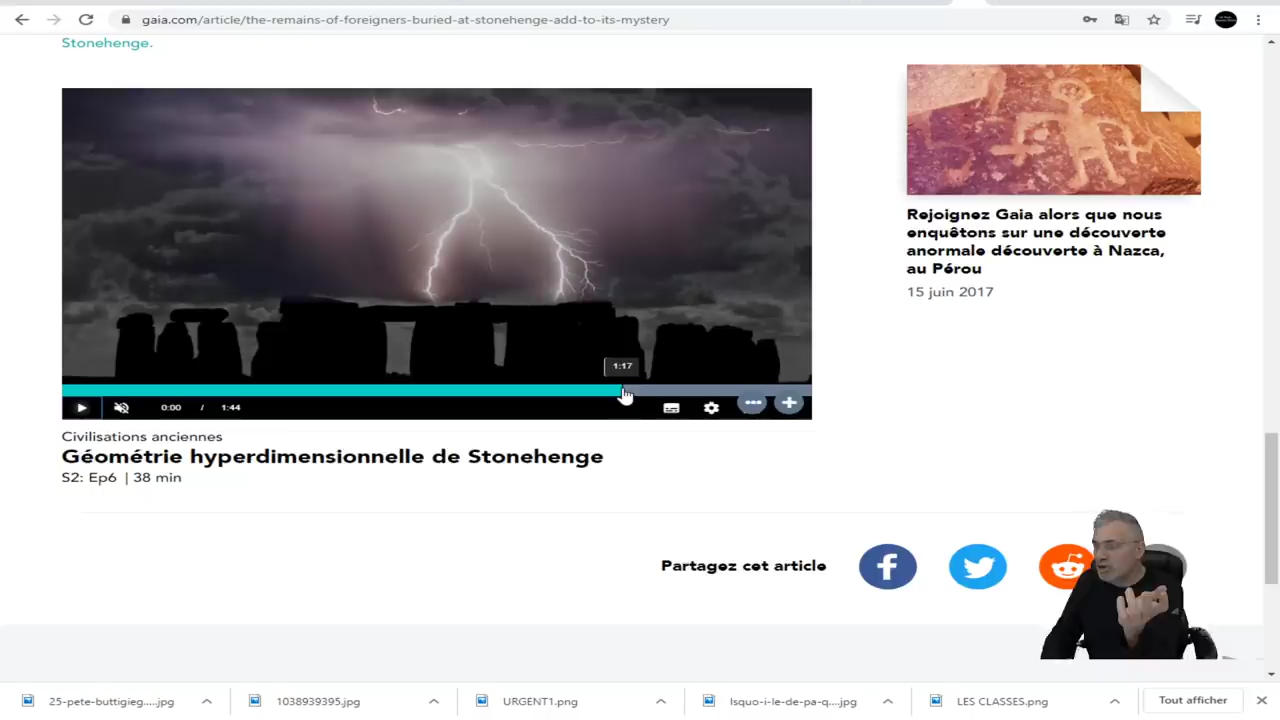 gaia.com/article/the-remains-of-foreigners-buried-at-stonehenge-add-to-its-mystery
Stonehenge.
1:17
0:00 / 1:44
Civilisations anciennes
Géométrie hyperdimensionnelle de Stonehenge
S2: Ep6 | 38 min
Rejoignez Gaia alors que nous
enquêtons sur une découverte
anormale découverte à Nazca,
au Pérou
15 juin 2017
Partagez cet article
25-pete-buttigieg....jpg
1038939395.jpg
URGENT1.png
Isquo-i-le-de-pa-q....jpg
LES CLASSES.png
Tout afficher